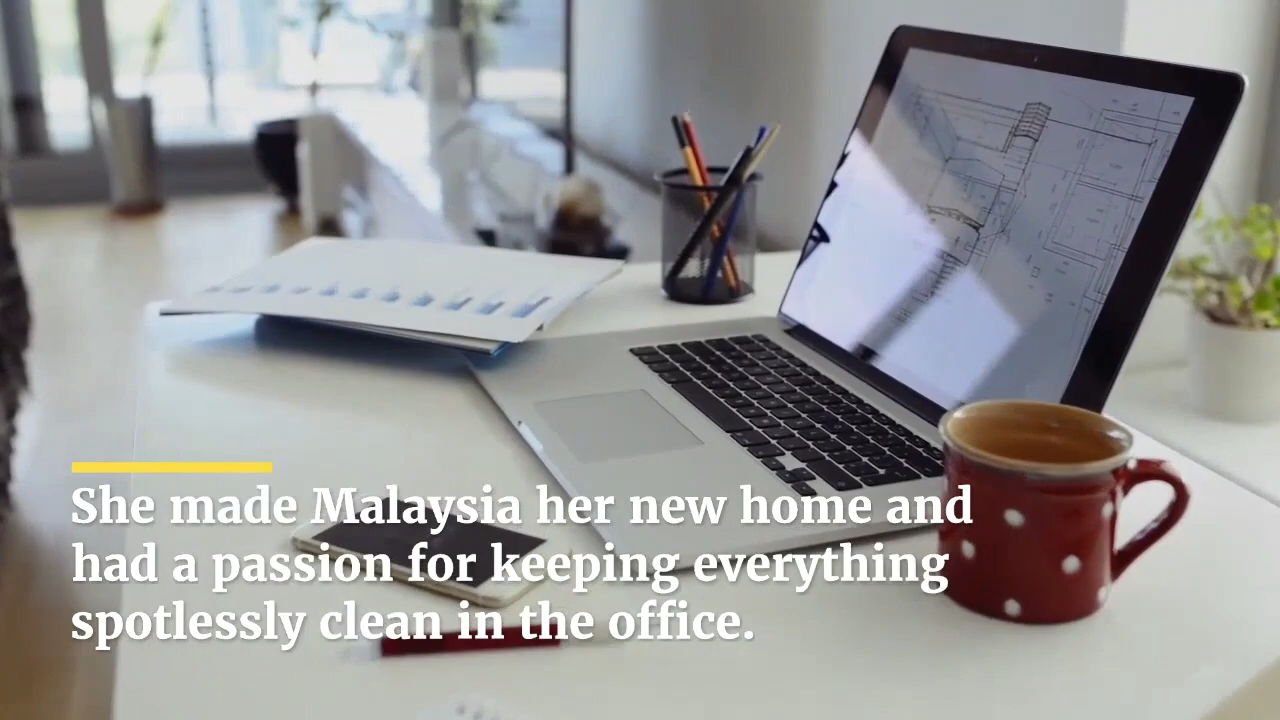 She made Malaysia her new home and
had a passion for keeping everything
spotlessly clean in the office.